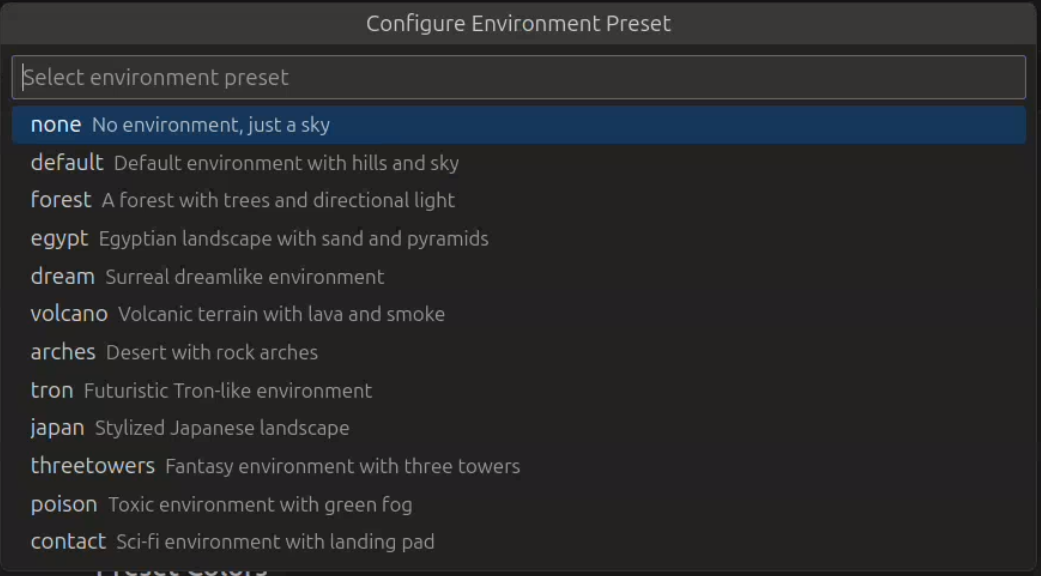 Configure Environment Preset
Select environment preset
none No environment, just a sky
default Default environment with hills and sky
forest A forest with trees and directional light
egypt Egyptian landscape with sand and pyramids
dream Surreal dreamlike environment
volcano Volcanic terrain with lava and smoke
arches Desert with rock arches
tron Futuristic Tron-like environment
japan Stylized Japanese landscape
threetowers Fantasy environment with three towers
poison Toxic environment with green fog
contact Sci-fi environment with landing pad
Preset Colors